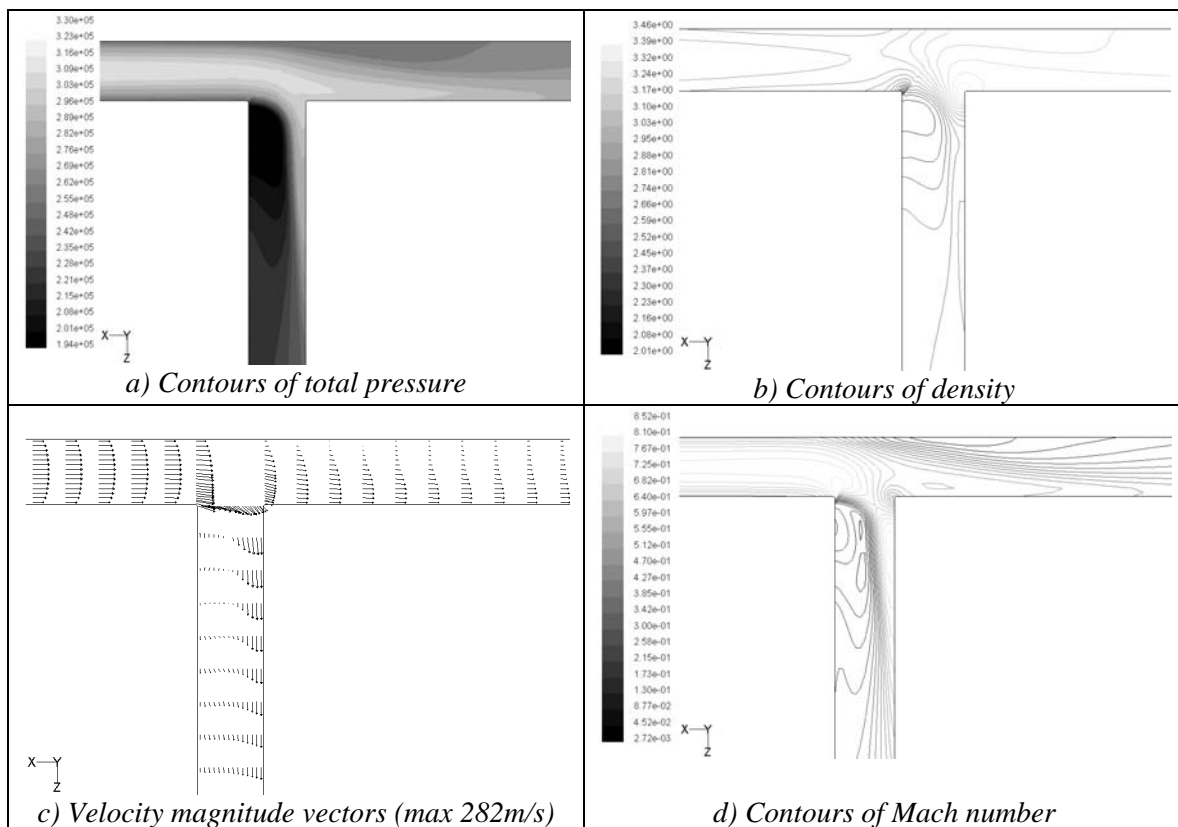 3.30e+05
3.23e+05
3.16e+05
3.09e+05
3.03e+05
2.96e+05
2.89e+05
2.82e+05
2.76e+05
2.69e+05
2.62e+05
2.55e+05
2.48e+05
2.42e+05
2.35e+05
2.28e+05
2.21e+05
2.15e+05
2.08e+05
2.01e+05
1.94e+05
X Y
Z
a) Contours of total pressure
3.46e+00
3.39e+00
3.32e+00
3.24e+00
3.17e+00
3.10e+00
3.03e+00
2.95e+00
2.88e+00
2.81e+00
2.74e+00
2.66e+00
2.59e+00
2.52e+00
2.45e+00
2.37e+00
2.30e+00
2.23e+00
2.16e+00
2.08e+00
2.01e+00
X Y
Z
b) Contours of density
X Y
Z
c) Velocity magnitude vectors (max 282m/s)
8.52e-01
8.10e-01
7.67e-01
7.25e-01
6.82e-01
6.40e-01
5.97e-01
5.55e-01
5.12e-01
4.70e-01
4.27e-01
3.85e-01
3.42e-01
3.00e-01
2.58e-01
2.15e-01
1.73e-01
1.30e-01
8.77e-02
4.52e-02
2.72e-03
X Y
Z
d) Contours of Mach number